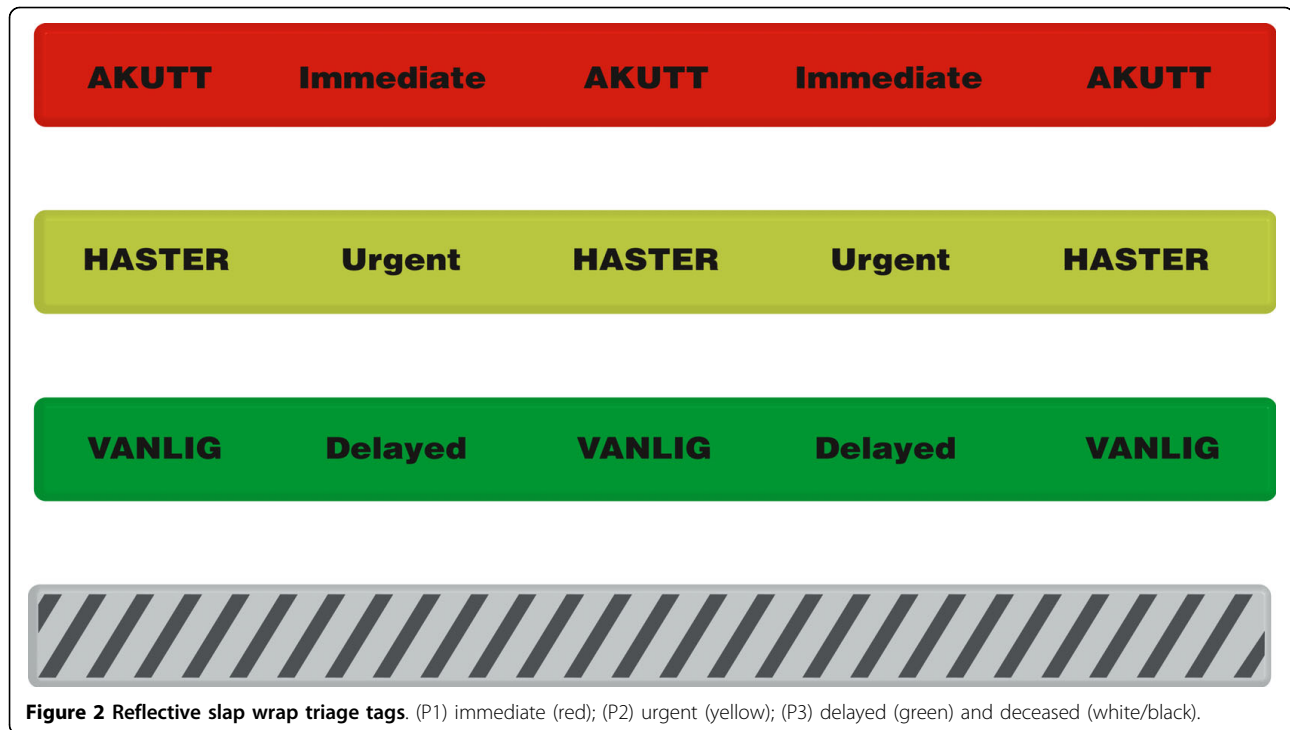 AKUTT Immediate AKUTT Immediate AKUTT
HASTER Urgent HASTER Urgent HASTER
VANLIG Delayed VANLIG Delayed VANLIG
Figure 2 Reflective slap wrap triage tags. (P1) immediate (red); (P2) urgent (yellow); (P3) delayed (green) and deceased (white/black).